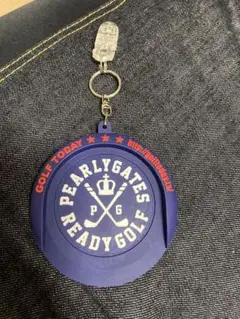 GOLF TODAY ★ ★ ★
PEARLYGATES
P G
READY GOLF